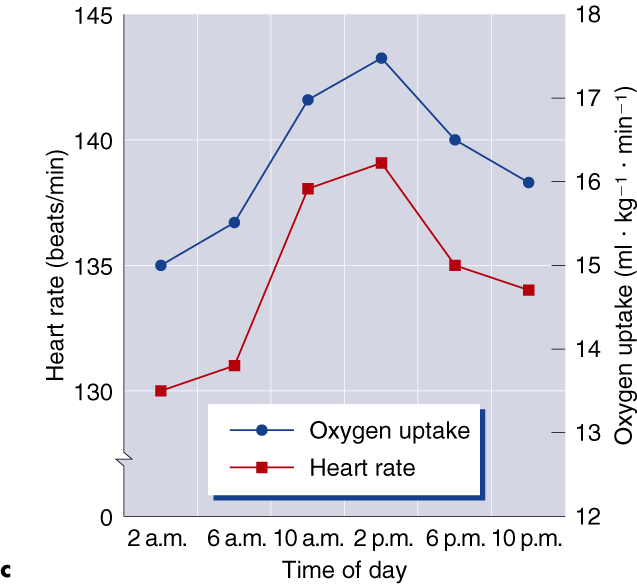 145
140
135
130
0
Heart rate (beats/min)
18
17
16
15
14
13
12
Oxygen uptake (ml · kg⁻¹ · min⁻¹)
Oxygen uptake
Heart rate
2 a.m. 6 a.m. 10 a.m. 2 p.m. 6 p.m. 10 p.m.
Time of day
c